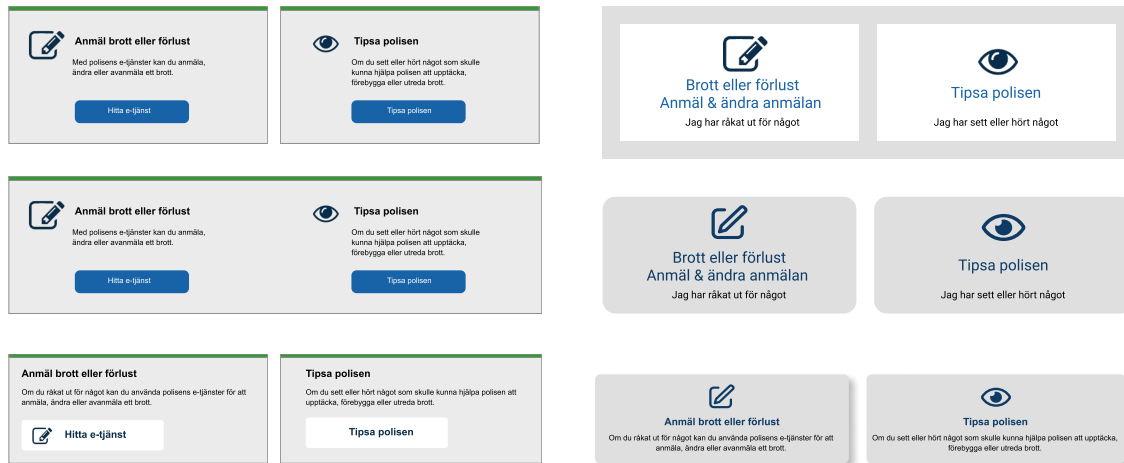 Anmäl brott eller förlust
Med polisens e-tjänster kan du anmäla,
ändra eller avanmäla ett brott.
Hitta e-tjänst
Tipsa polisen
Om du sett eller hört något som skulle
kunna hjälpa polisen att upptäcka,
förebygga eller utreda brott.
Tipsa polisen
Brott eller förlust
Anmäl & ändra anmälan
Jag har råkat ut för något
Tipsa polisen
Jag har sett eller hört något
Anmäl brott eller förlust
Med polisens e-tjänster kan du anmäla,
ändra eller avanmäla ett brott.
Hitta e-tjänst
Tipsa polisen
Om du sett eller hört något som skulle
kunna hjälpa polisen att upptäcka,
förebygga eller utreda brott.
Tipsa polisen
Brott eller förlust
Anmäl & ändra anmälan
Jag har råkat ut för något
Tipsa polisen
Jag har sett eller hört något
Anmäl brott eller förlust
Om du råkat ut för något kan du använda polisens e-tjänster för att
anmäla, ändra eller avanmäla ett brott.
Hitta e-tjänst
Tipsa polisen
Om du sett eller hört något som skulle kunna hjälpa polisen att
upptäcka, förebygga eller utreda brott.
Tipsa polisen
Anmäl brott eller förlust
Om du råkat ut för något kan du använda polisens e-tjänster för att
anmäla, ändra eller avanmäla ett brott.
Tipsa polisen
Om du sett eller hört något som skulle kunna hjälpa polisen att upptäcka,
förebygga eller utreda brott.